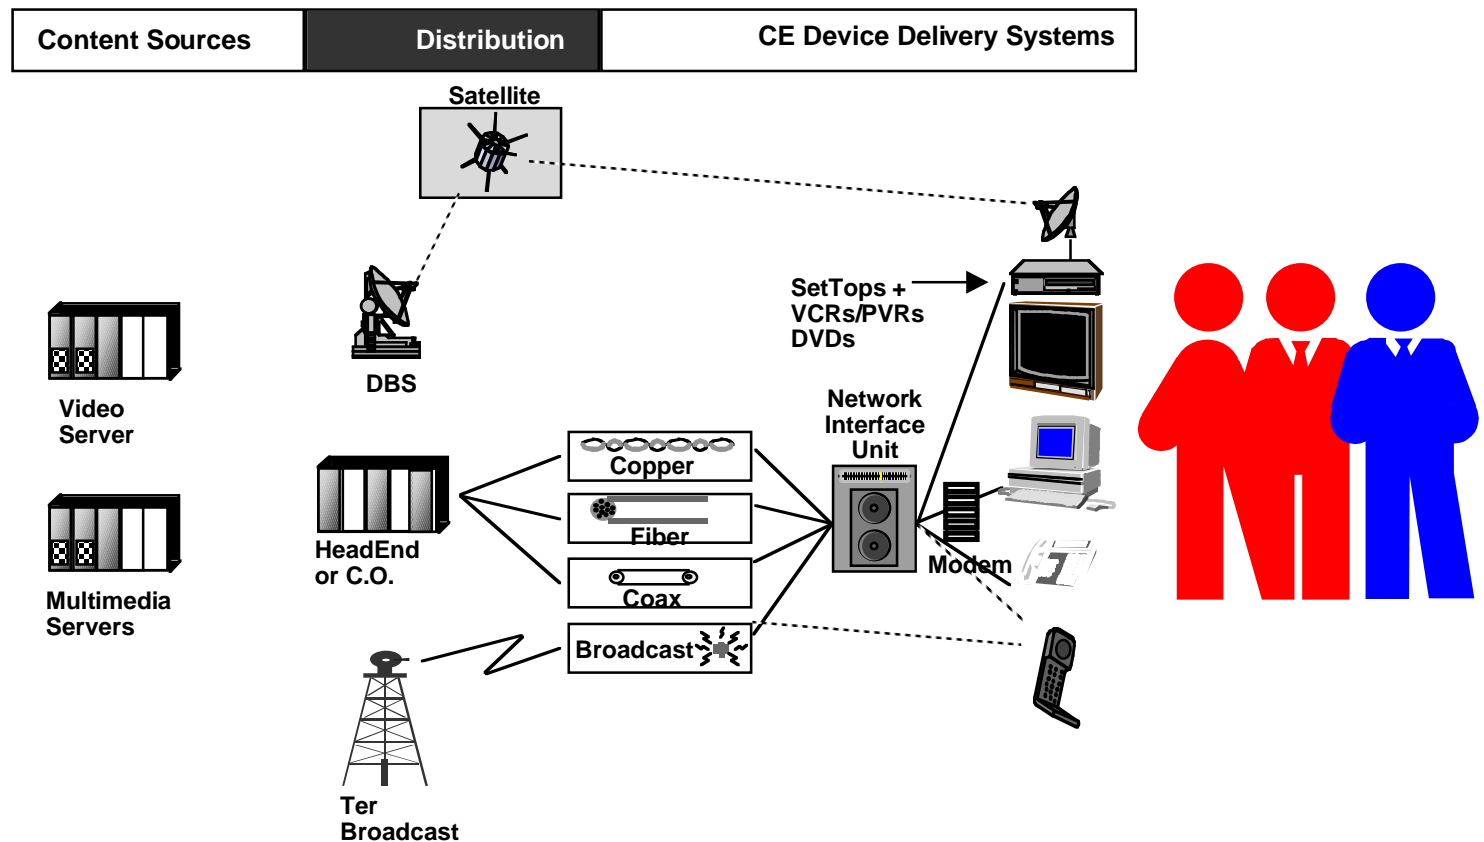 Content Sources
Distribution
CE Device Delivery Systems
Satellite
SetTops +
VCRs/PVRs
DVDs
DBS
Video
Server
Network
Interface
Unit
Copper
Fiber
HeadEnd
or C.O.
Modem
Multimedia
Servers
Coax
Broadcast
Ter
Broadcast